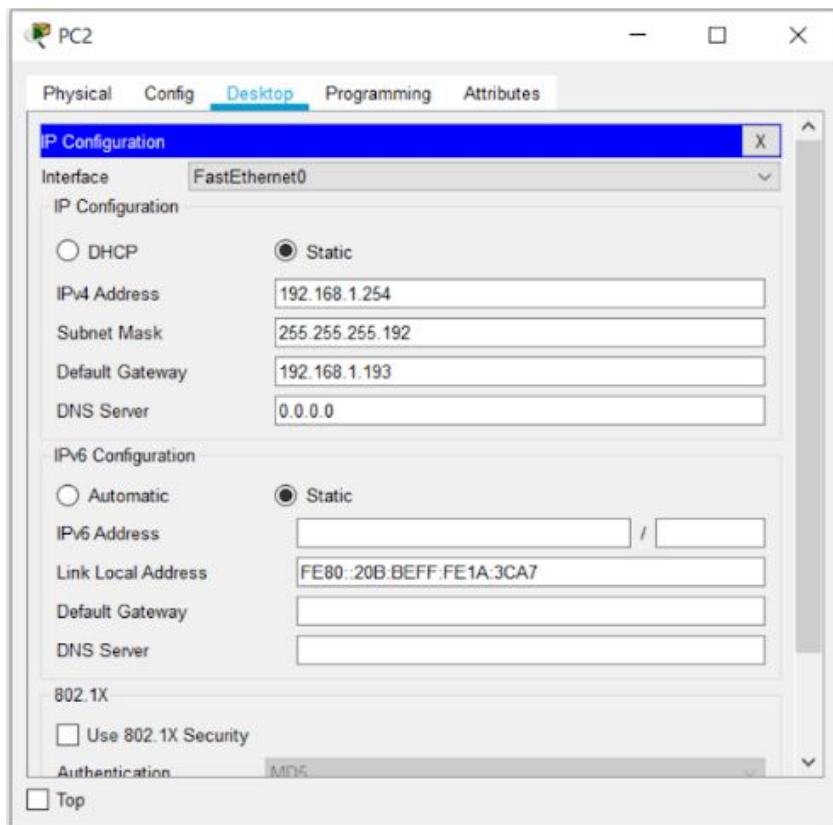 PC2
Physical Config Desktop Programming Attributes
IP Configuration X
Interface FastEthernet0
IP Configuration
DHCP Static
IPv4 Address 192.168.1.254
Subnet Mask 255.255.255.192
Default Gateway 192.168.1.193
DNS Server 0.0.0.0
IPv6 Configuration
Automatic Static
IPv6 Address /
Link Local Address FE80::20B:BEFF:FE1A:3CA7
Default Gateway
DNS Server
802.1X
Use 802.1X Security
Authentication MD5
Top